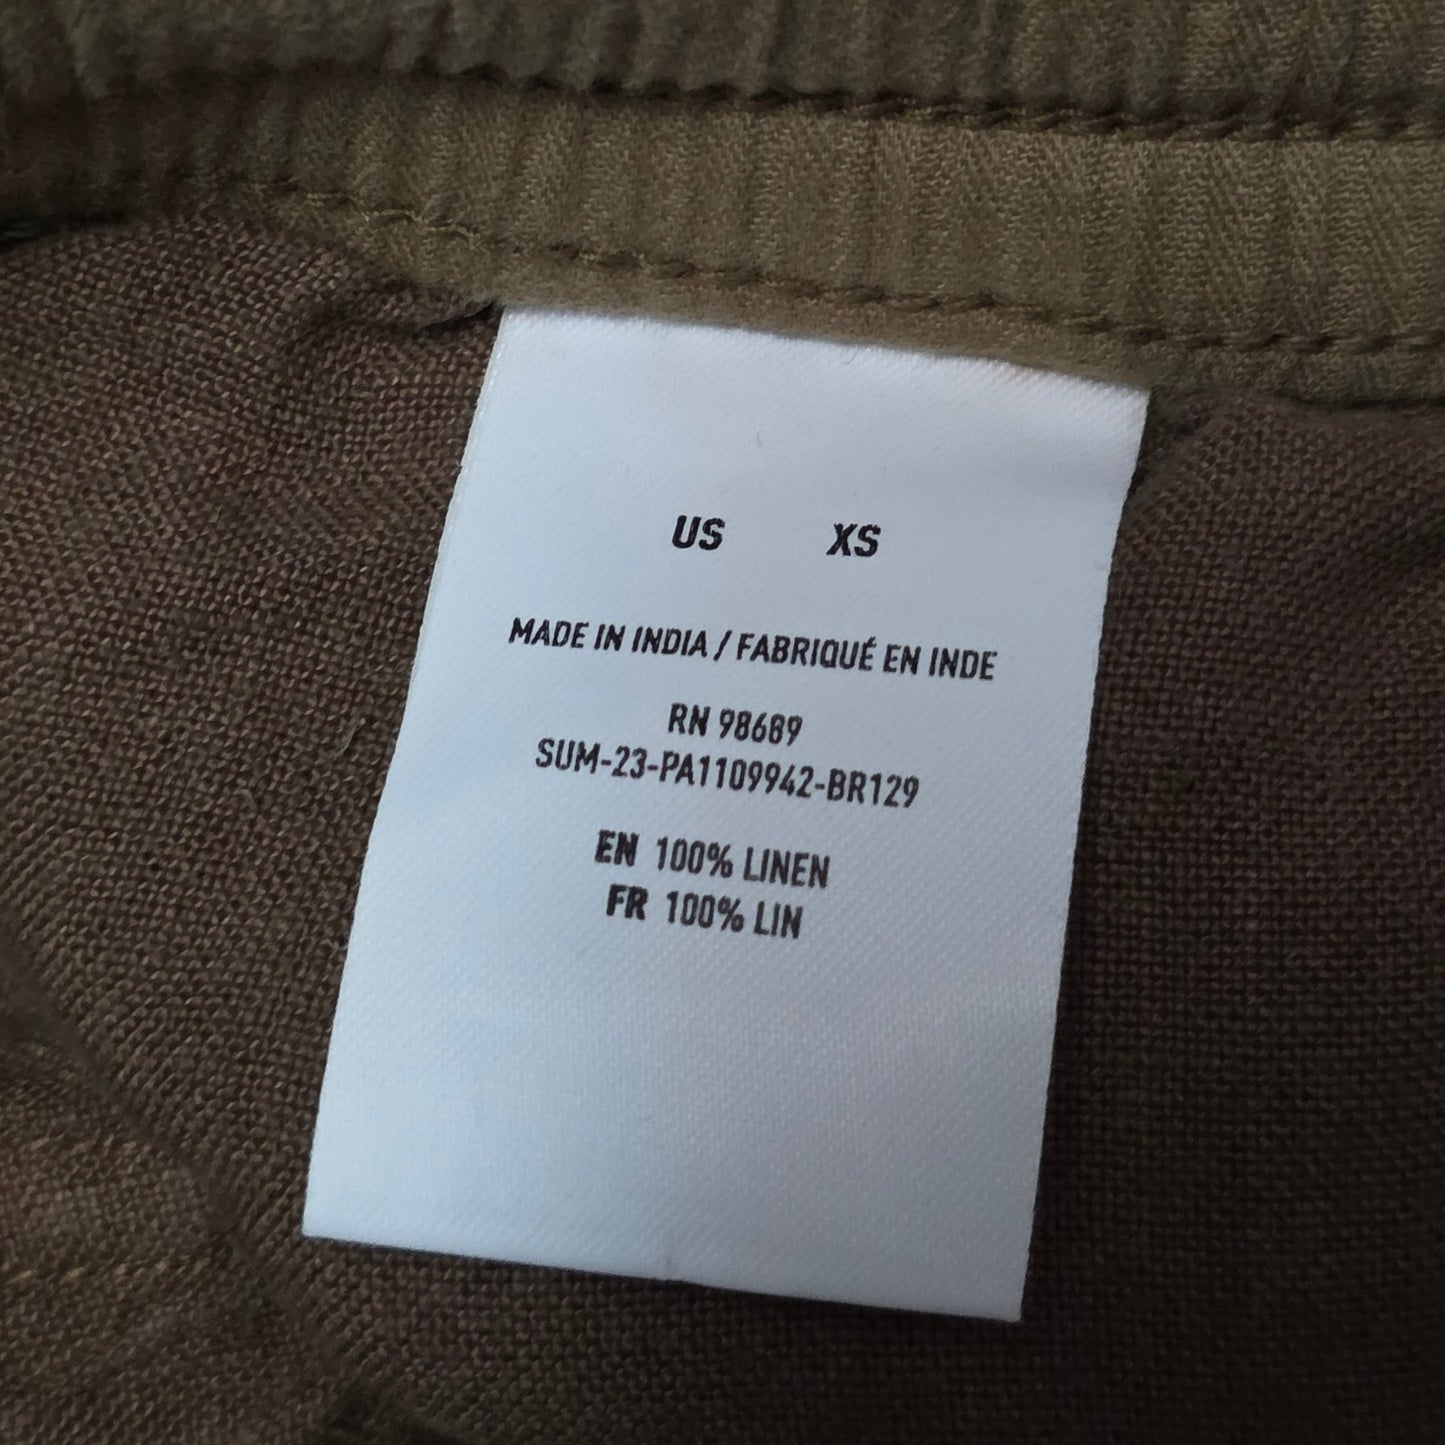 US XS
MADE IN INDIA / FABRIQUÉ EN INDE
RN 98689
SUM-23-PA1109942-BR129
EN 100% LINEN
FR 100% LIN